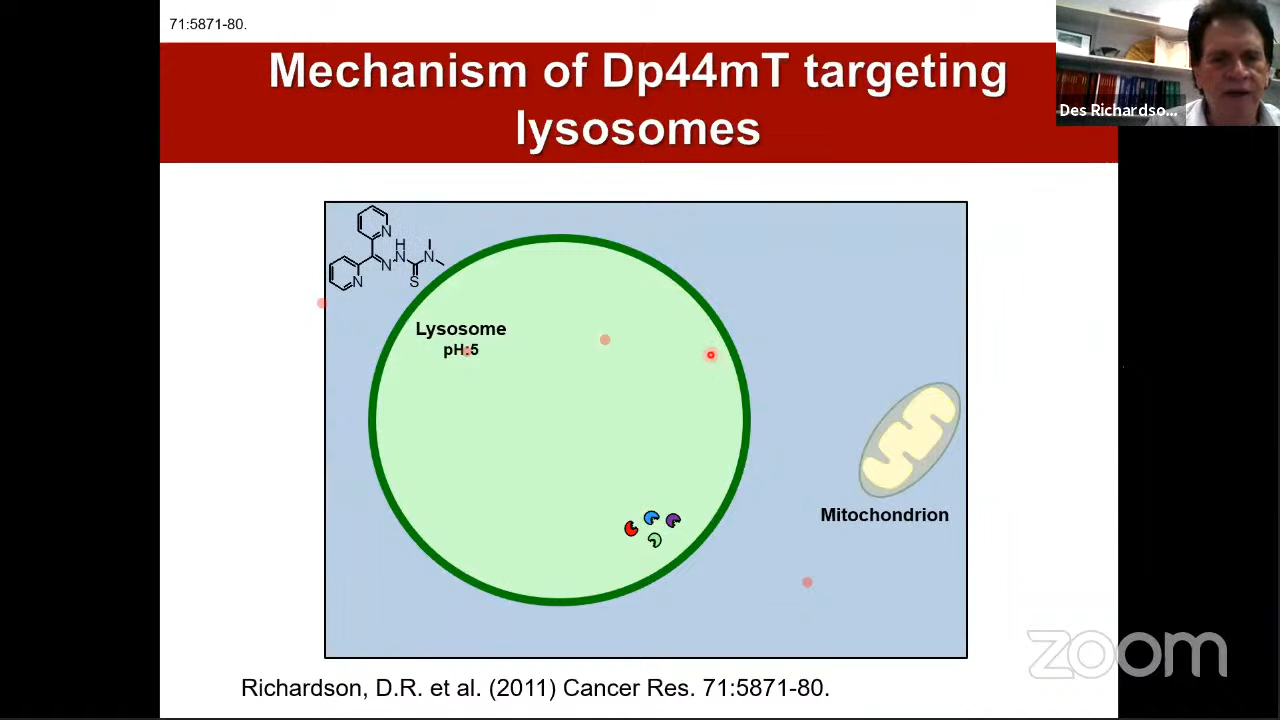 71:5871-80.
Mechanism of Dp44mT targeting
lysosomes
Des Richardso...
N
H
N
N
N
N
S
Lysosome
pH:5
Mitochondrion
zoom
Richardson, D.R. et al. (2011) Cancer Res. 71:5871-80.